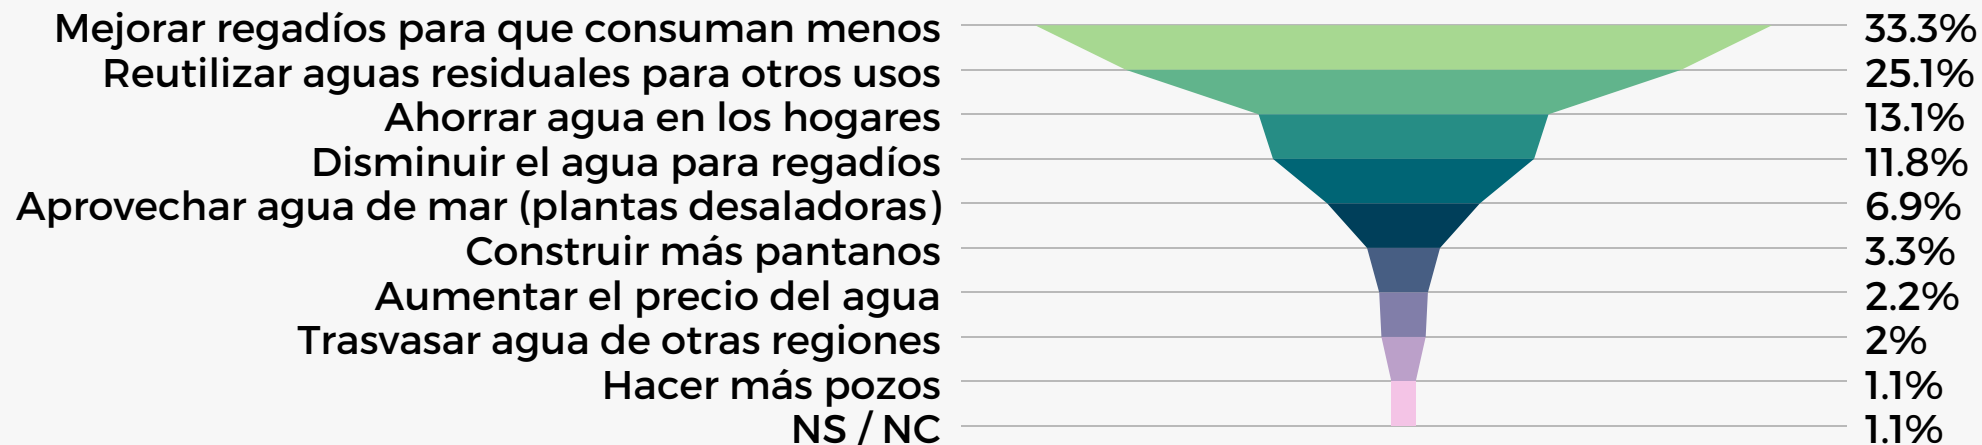 Mejorar regadíos para que consuman menos 33.3%
Reutilizar aguas residuales para otros usos 25.1%
Ahorrar agua en los hogares 13.1%
Disminuir el agua para regadíos 11.8%
Aprovechar agua de mar (plantas desaladoras) 6.9%
Construir más pantanos 3.3%
Aumentar el precio del agua 2.2%
Trasvasar agua de otras regiones 2%
Hacer más pozos 1.1%
NS / NC 1.1%